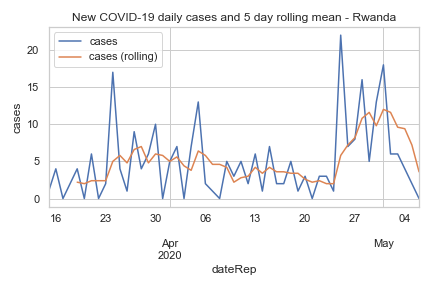 New COVID-19 daily cases and 5 day rolling mean - Rwanda
cases
cases (rolling)
20
15
10
5
0
cases
16 23 30 06 13 20 27 04
Apr May
2020
dateRep